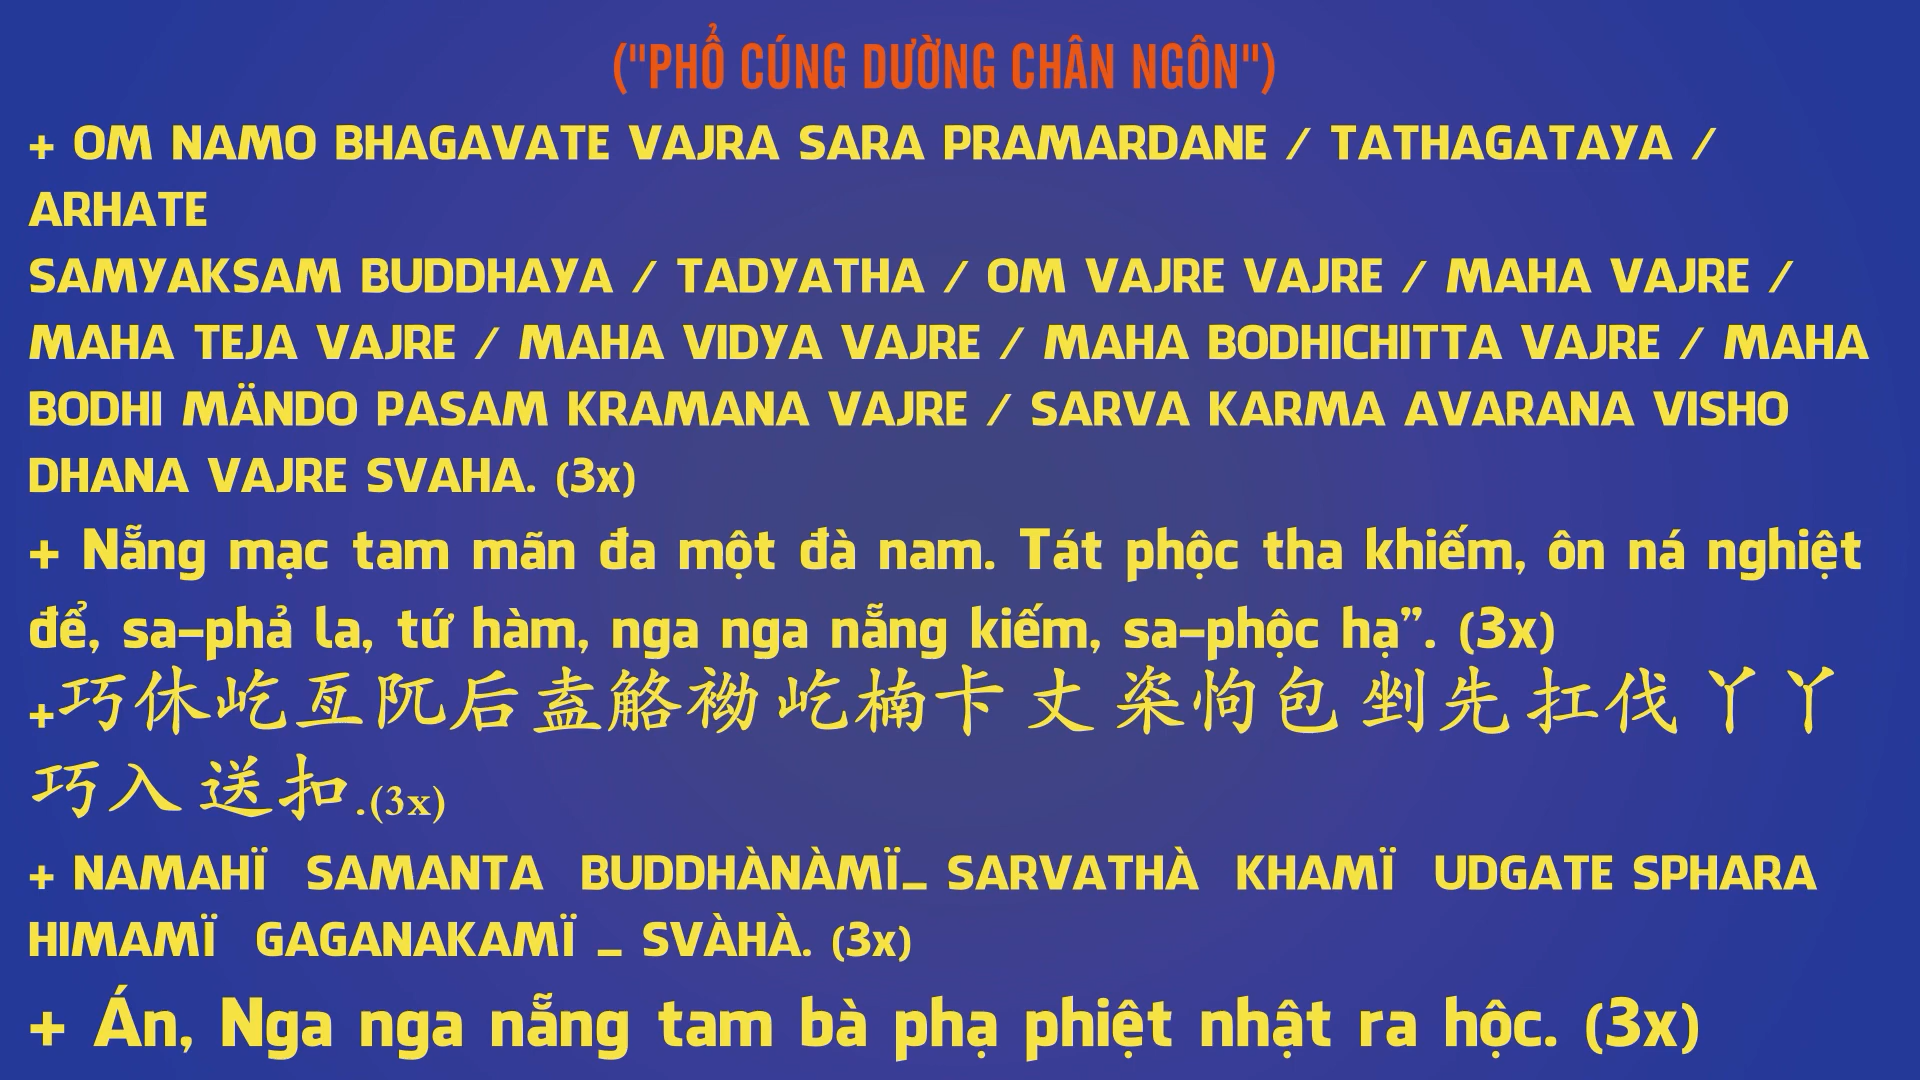 ("PHỔ CÚNG DƯỜNG CHÂN NGÔN")
+ OM NAMO BHAGAVATE VAJRA SARA PRAMARDANE / TATHAGATAYA /
ARHATE
SAMYAKSAM BUDDHAYA / TADYATHA / OM VAJRE VAJRE / MAHA VAJRE /
MAHA TEJA VAJRE / MAHA VIDYA VAJRE / MAHA BODHICHITTA VAJRE / MAHA
BODHI MÄNDO PASAM KRAMANA VAJRE / SARVA KARMA AVARANA VISHO
DHANA VAJRE SVAHA. (3x)
+ Nẵng mạc tam mãn đa một đà nam. Tát phộc tha khiếm, ôn ná nghiệt
để, sa–phả la, tứ hàm, nga nga nẵng kiếm, sa–phộc hạ”. (3x)
+巧休屹亙阢后盍觡袎 屹楠卡 丈 栥怐包 剉先 扛伐 丫丫
巧入 送扣.(3x)
+ NAMAHÏ SAMANTA BUDDHÀNÀMÏ_ SARVATHÀ KHAMÏ UDGATE SPHARA
HIMAMÏ GAGANAKAMÏ _ SVÀHÀ. (3x)
+ Án, Nga nga nẵng tam bà phạ phiệt nhật ra hộc. (3x)